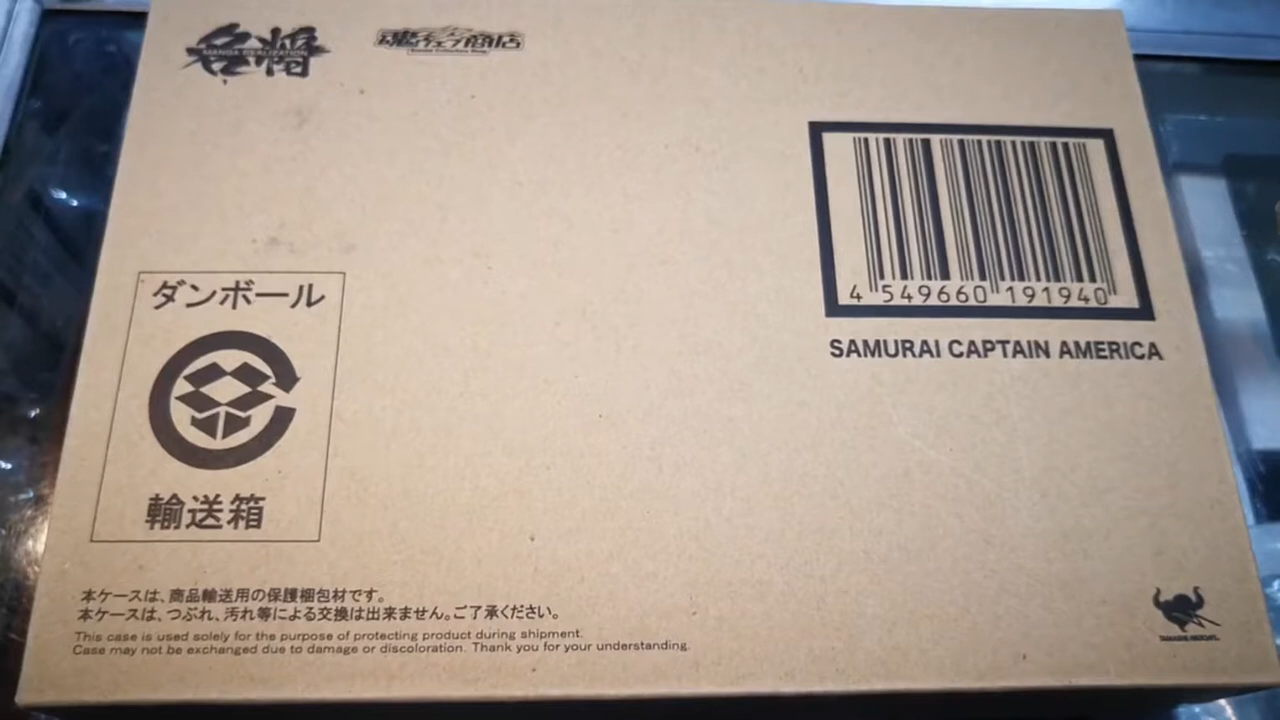 名将
MANGA REALIZATION
魂ウェブ商店
SAMURAI CAPTAIN AMERICA
4 549660 191940
ダンボール
輸送箱
本ケースは、商品輸送用の保護梱包材です。
本ケースは、つぶれ、汚れ等による交換は出来ません。ご了承ください。
This case is used solely for the purpose of protecting product during shipment.
Case may not be exchanged due to damage or discoloration. Thank you for your understanding.
TAMASHII NATIONS